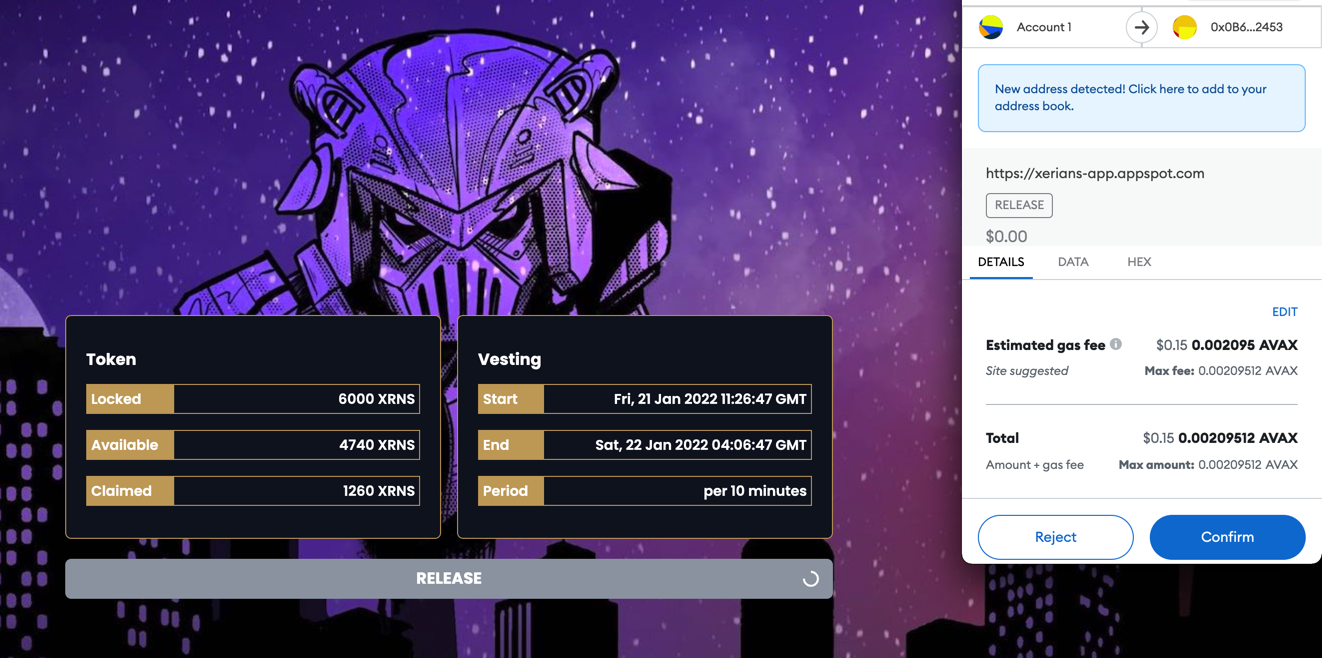 Token
Locked 6000 XRNS
Available 4740 XRNS
Claimed 1260 XRNS
Vesting
Start Fri, 21 Jan 2022 11:26:47 GMT
End Sat, 22 Jan 2022 04:06:47 GMT
Period per 10 minutes
RELEASE
Account 1 0x0B6...2453
New address detected! Click here to add to your
address book.
https://xerians-app.appspot.com
RELEASE
$0.00
DETAILS DATA HEX
EDIT
Estimated gas fee $0.15 0.002095 AVAX
Site suggested Max fee: 0.00209512 AVAX
Total $0.15 0.00209512 AVAX
Amount + gas fee Max amount: 0.00209512 AVAX
Reject Confirm